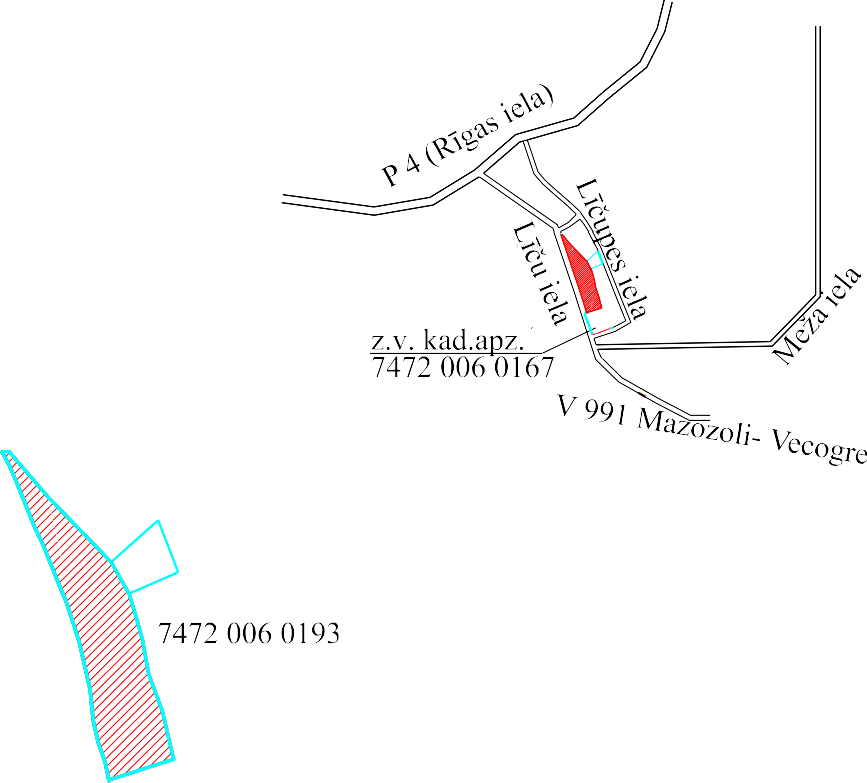 P 4 (Rīgas iela)
Līčupes iela
Līču iela
Meža iela
z.v. kad.apz.
7472 006 0167
V 991 Mazozoli- Vecogre
7472 006 0193